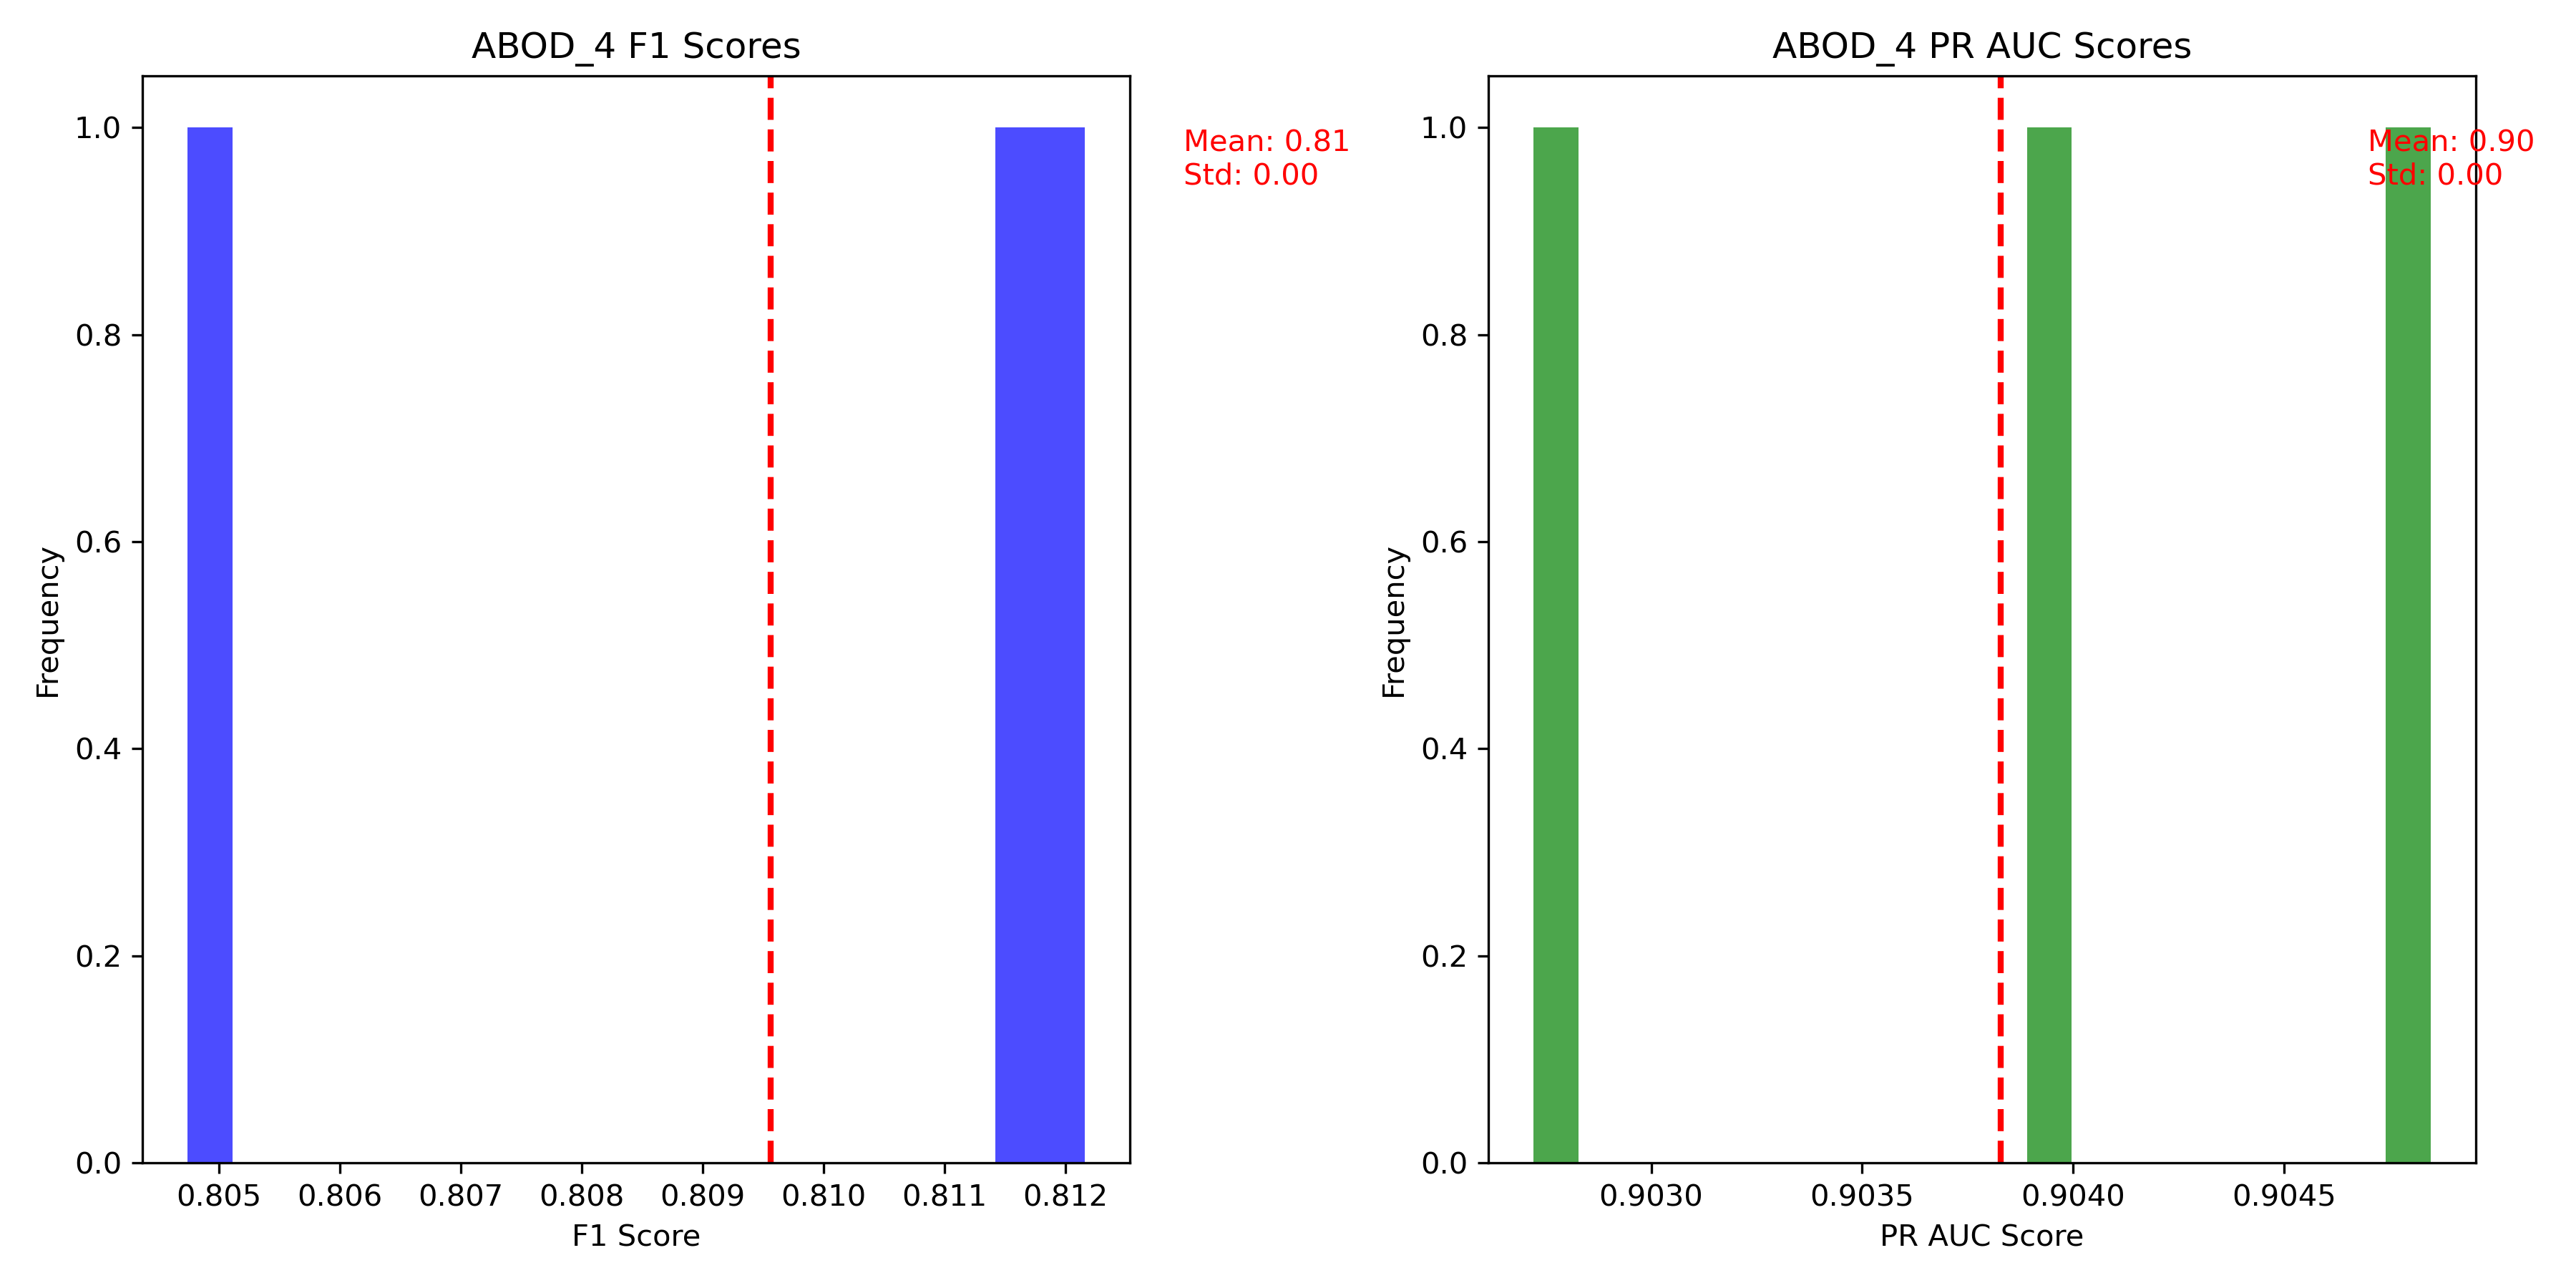 ABOD_4 F1 Scores
1.0
0.8
0.6
0.4
0.2
0.0
Frequency
0.805 0.806 0.807 0.808 0.809 0.810 0.811 0.812
F1 Score
Mean: 0.81
Std: 0.00
ABOD_4 PR AUC Scores
1.0
0.8
0.6
0.4
0.2
0.0
Frequency
0.9030 0.9035 0.9040 0.9045
PR AUC Score
Mean: 0.90
Std: 0.00